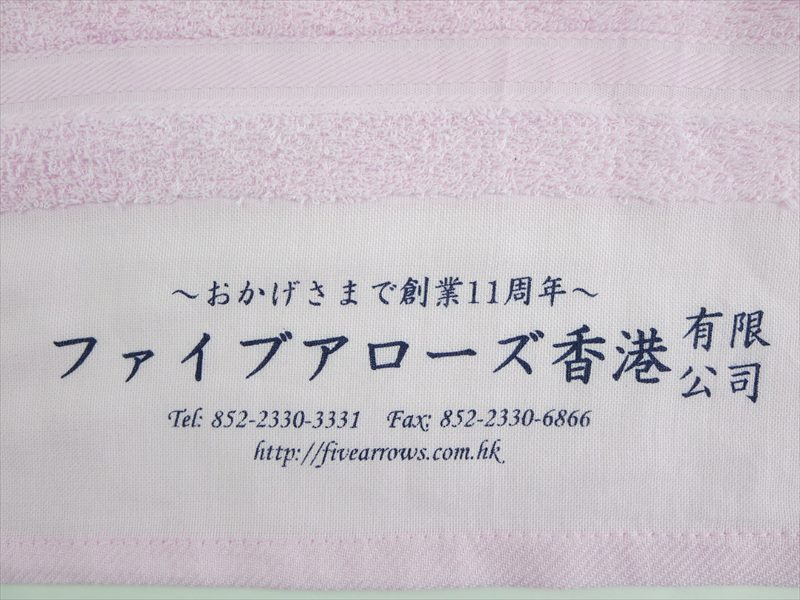 ～おかげさまで創業11周年～
ファイブアローズ香港有限公司
Tel: 852-2330-3331 Fax: 852-2330-6866
http://fivearrows.com.hk